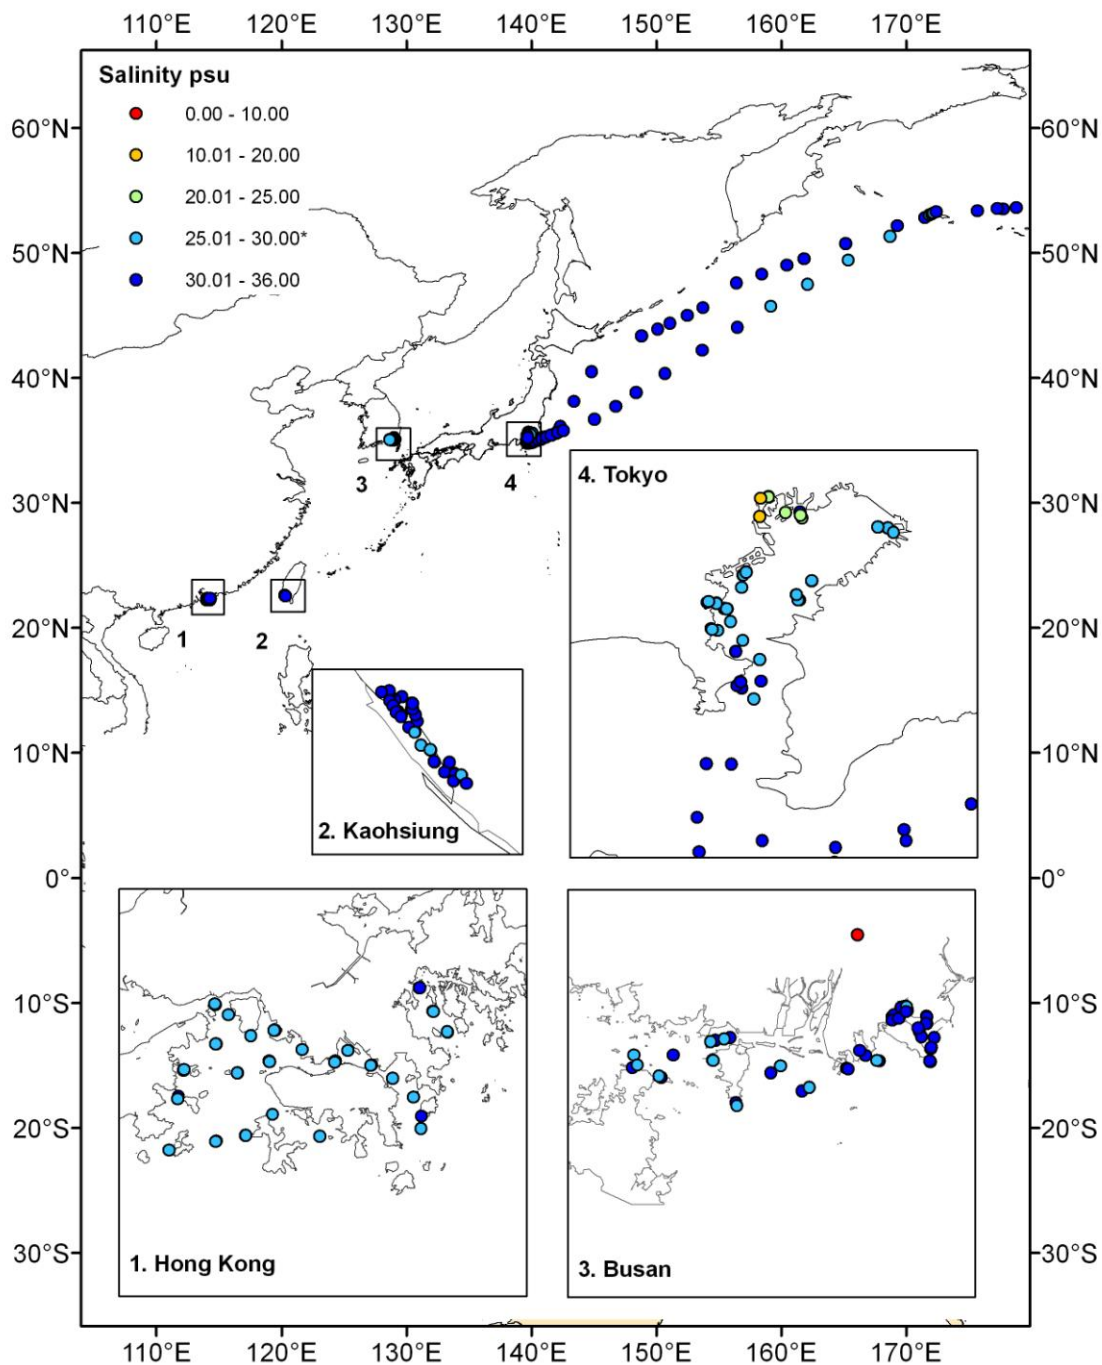 110°E 120°E 130°E 140°E 150°E 160°E 170°E
Salinity psu
0.00 - 10.00
10.01 - 20.00
20.01 - 25.00
25.01 - 30.00*
30.01 - 36.00
60°N 60°N
50°N 50°N
40°N 40°N
3 4
4. Tokyo
30°N 30°N
20°N 20°N
1 2
10°N 10°N
2. Kaohsiung
0° 0°
10°S 10°S
20°S 20°S
30°S 30°S
1. Hong Kong 3. Busan
110°E 120°E 130°E 140°E 150°E 160°E 170°E